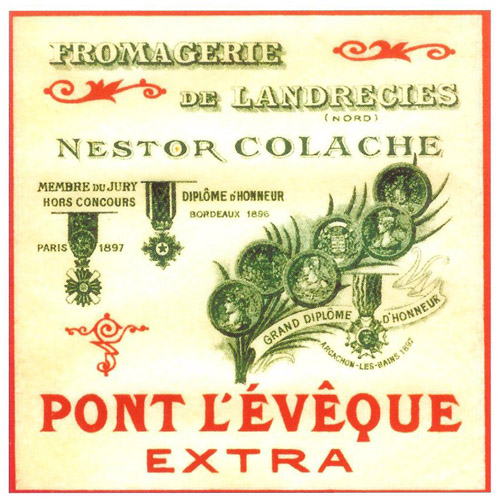 FROMAGERIE
DE LANDRECIES
(NORD)
NESTOR COLACHE
MEMBRE DU JURY
HORS CONCOURS
PARIS 1897
DIPLÔME D'HONNEUR
BORDEAUX 1896
GRAND DIPLÔME D'HONNEUR
ARCACHON-LES-BAINS 1897
PONT L'ÉVÊQUE
EXTRA